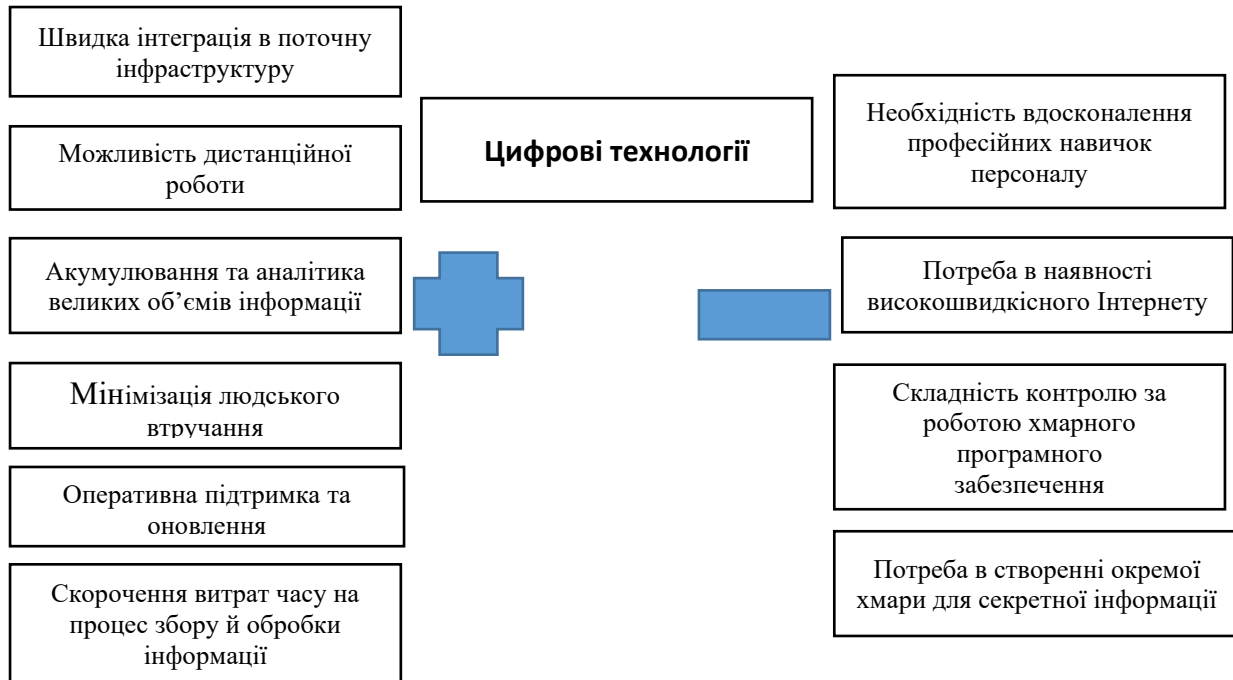 Швидка інтеграція в поточну
інфраструктуру
Можливість дистанційної
роботи
Акумулювання та аналітика
великих об’ємів інформації
Мінімізація людського
втручання
Оперативна підтримка та
оновлення
Скорочення витрат часу на
процес збору й обробки
інформації
Цифрові технології
Необхідність вдосконалення
професійних навичок
персоналу
Потреба в наявності
високошвидкісного Інтернету
Складність контролю за
роботою хмарного
програмного
забезпечення
Потреба в створенні окремої
хмари для секретної інформації